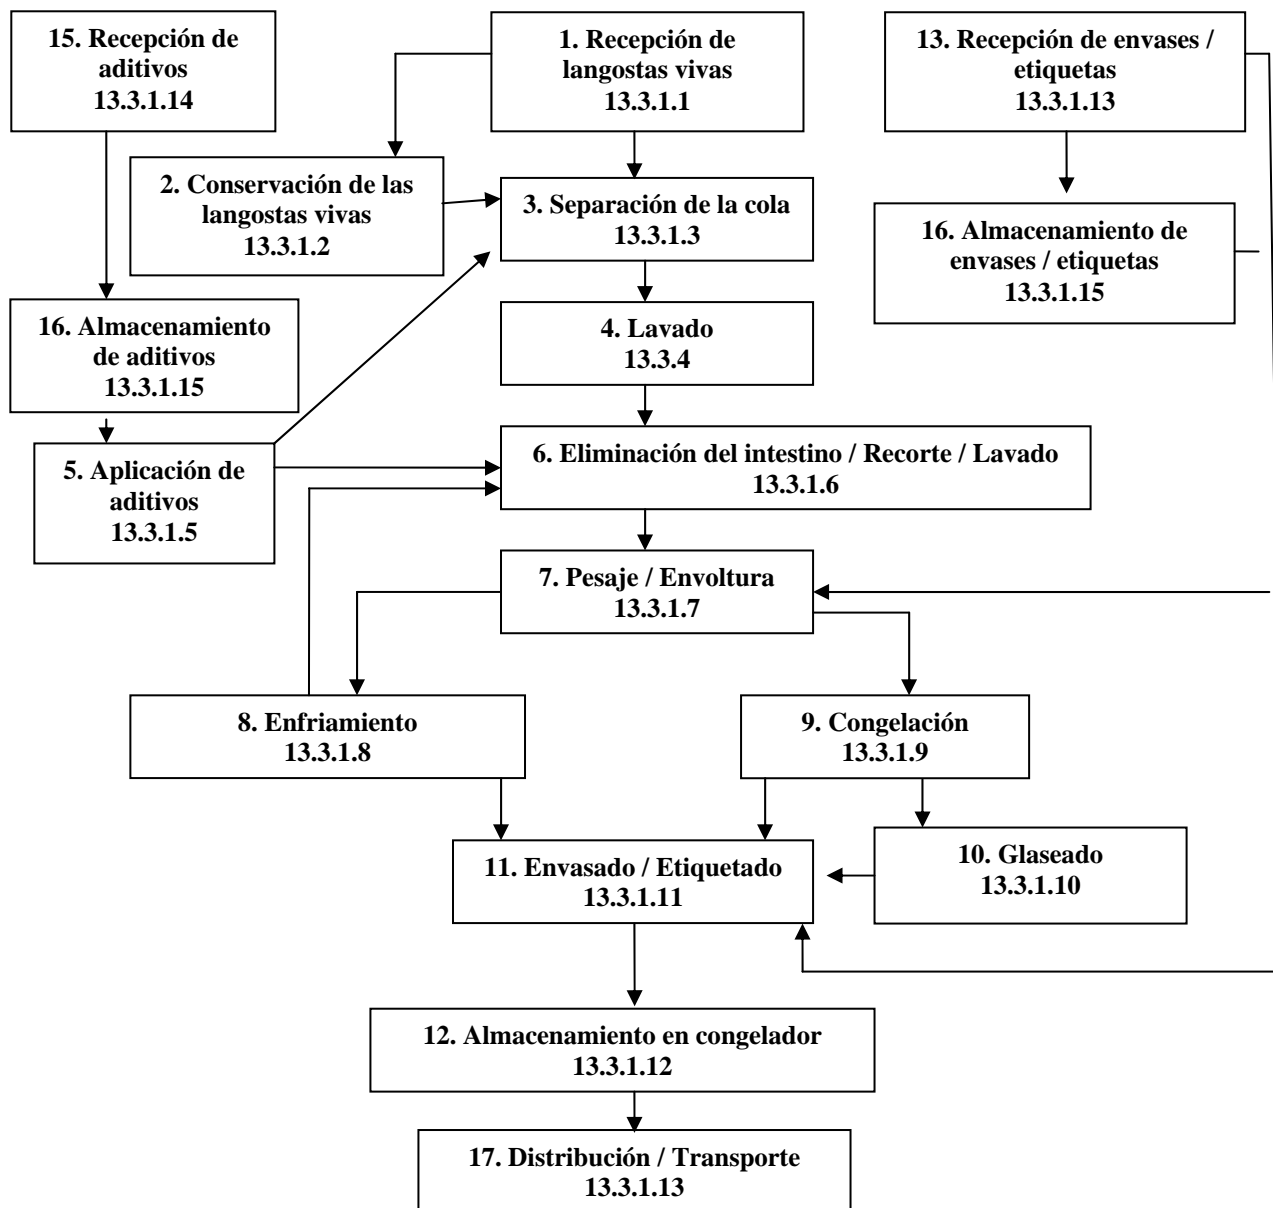 15. Recepción de
aditivos
13.3.1.14
1. Recepción de
langostas vivas
13.3.1.1
13. Recepción de envases /
etiquetas
13.3.1.13
2. Conservación de las
langostas vivas
13.3.1.2
3. Separación de la cola
13.3.1.3
16. Almacenamiento de
envases / etiquetas
13.3.1.15
16. Almacenamiento
de aditivos
13.3.1.15
4. Lavado
13.3.4
5. Aplicación de
aditivos
13.3.1.5
6. Eliminación del intestino / Recorte / Lavado
13.3.1.6
7. Pesaje / Envoltura
13.3.1.7
8. Enfriamiento
13.3.1.8
9. Congelación
13.3.1.9
11. Envasado / Etiquetado
13.3.1.11
10. Glaseado
13.3.1.10
12. Almacenamiento en congelador
13.3.1.12
17. Distribución / Transporte
13.3.1.13